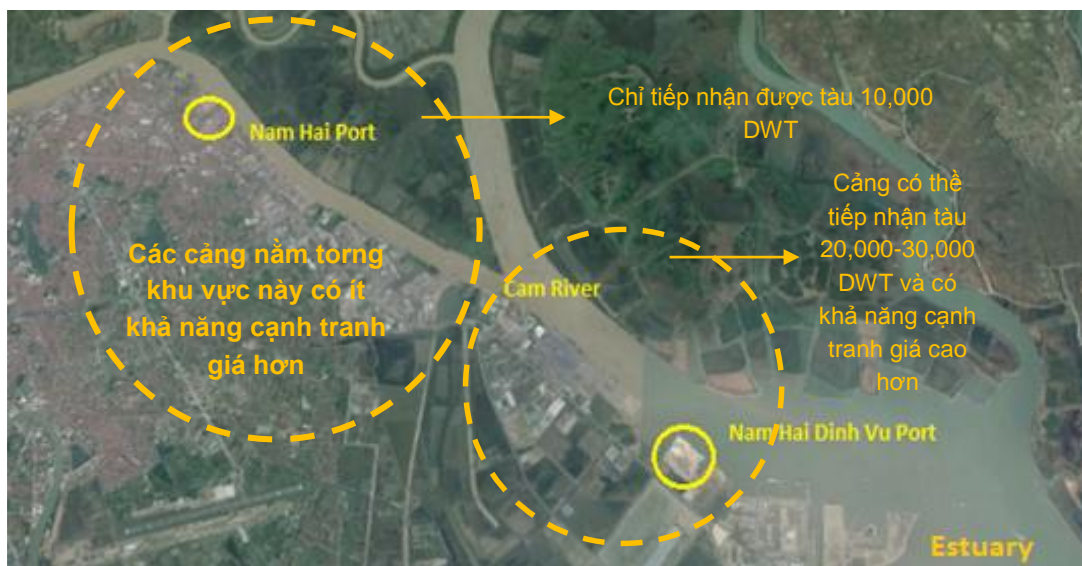 Chỉ tiếp nhận được tàu 10,000
DWT
Nam Hai Port
Cảng có thể
tiếp nhận tàu
20,000-30,000
DWT và có
khả năng cạnh
tranh giá cao
hơn
Các cảng nằm torng
khu vực này có ít
khả năng cạnh tranh
giá hơn
Cam River
Nam Hai Dinh Vu Port
Estuary